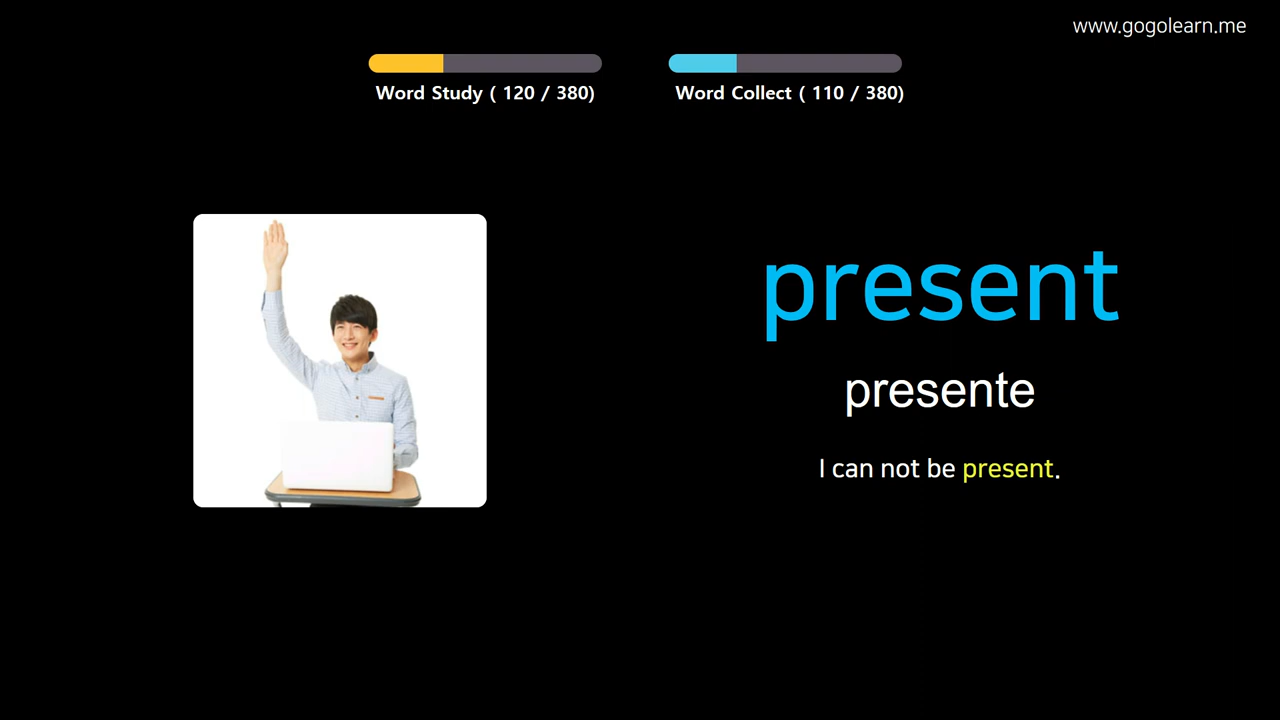 www.gogolearn.me
Word Study ( 120 / 380)
Word Collect ( 110 / 380)
present
presente
I can not be present.